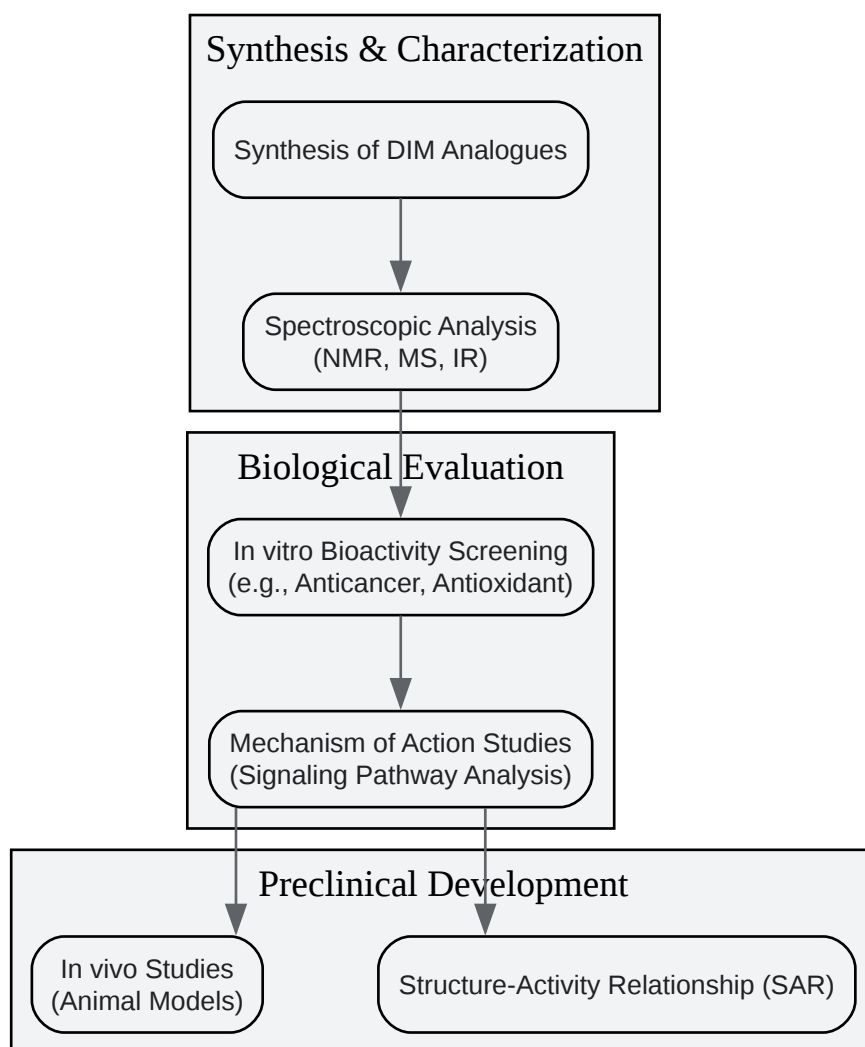 Synthesis & Characterization
Synthesis of DIM Analogues
Spectroscopic Analysis
(NMR, MS, IR)
Biological Evaluation
In vitro Bioactivity Screening
(e.g., Anticancer, Antioxidant)
Mechanism of Action Studies
(Signaling Pathway Analysis)
Preclinical Development
In vivo Studies
(Animal Models)
Structure-Activity Relationship (SAR)